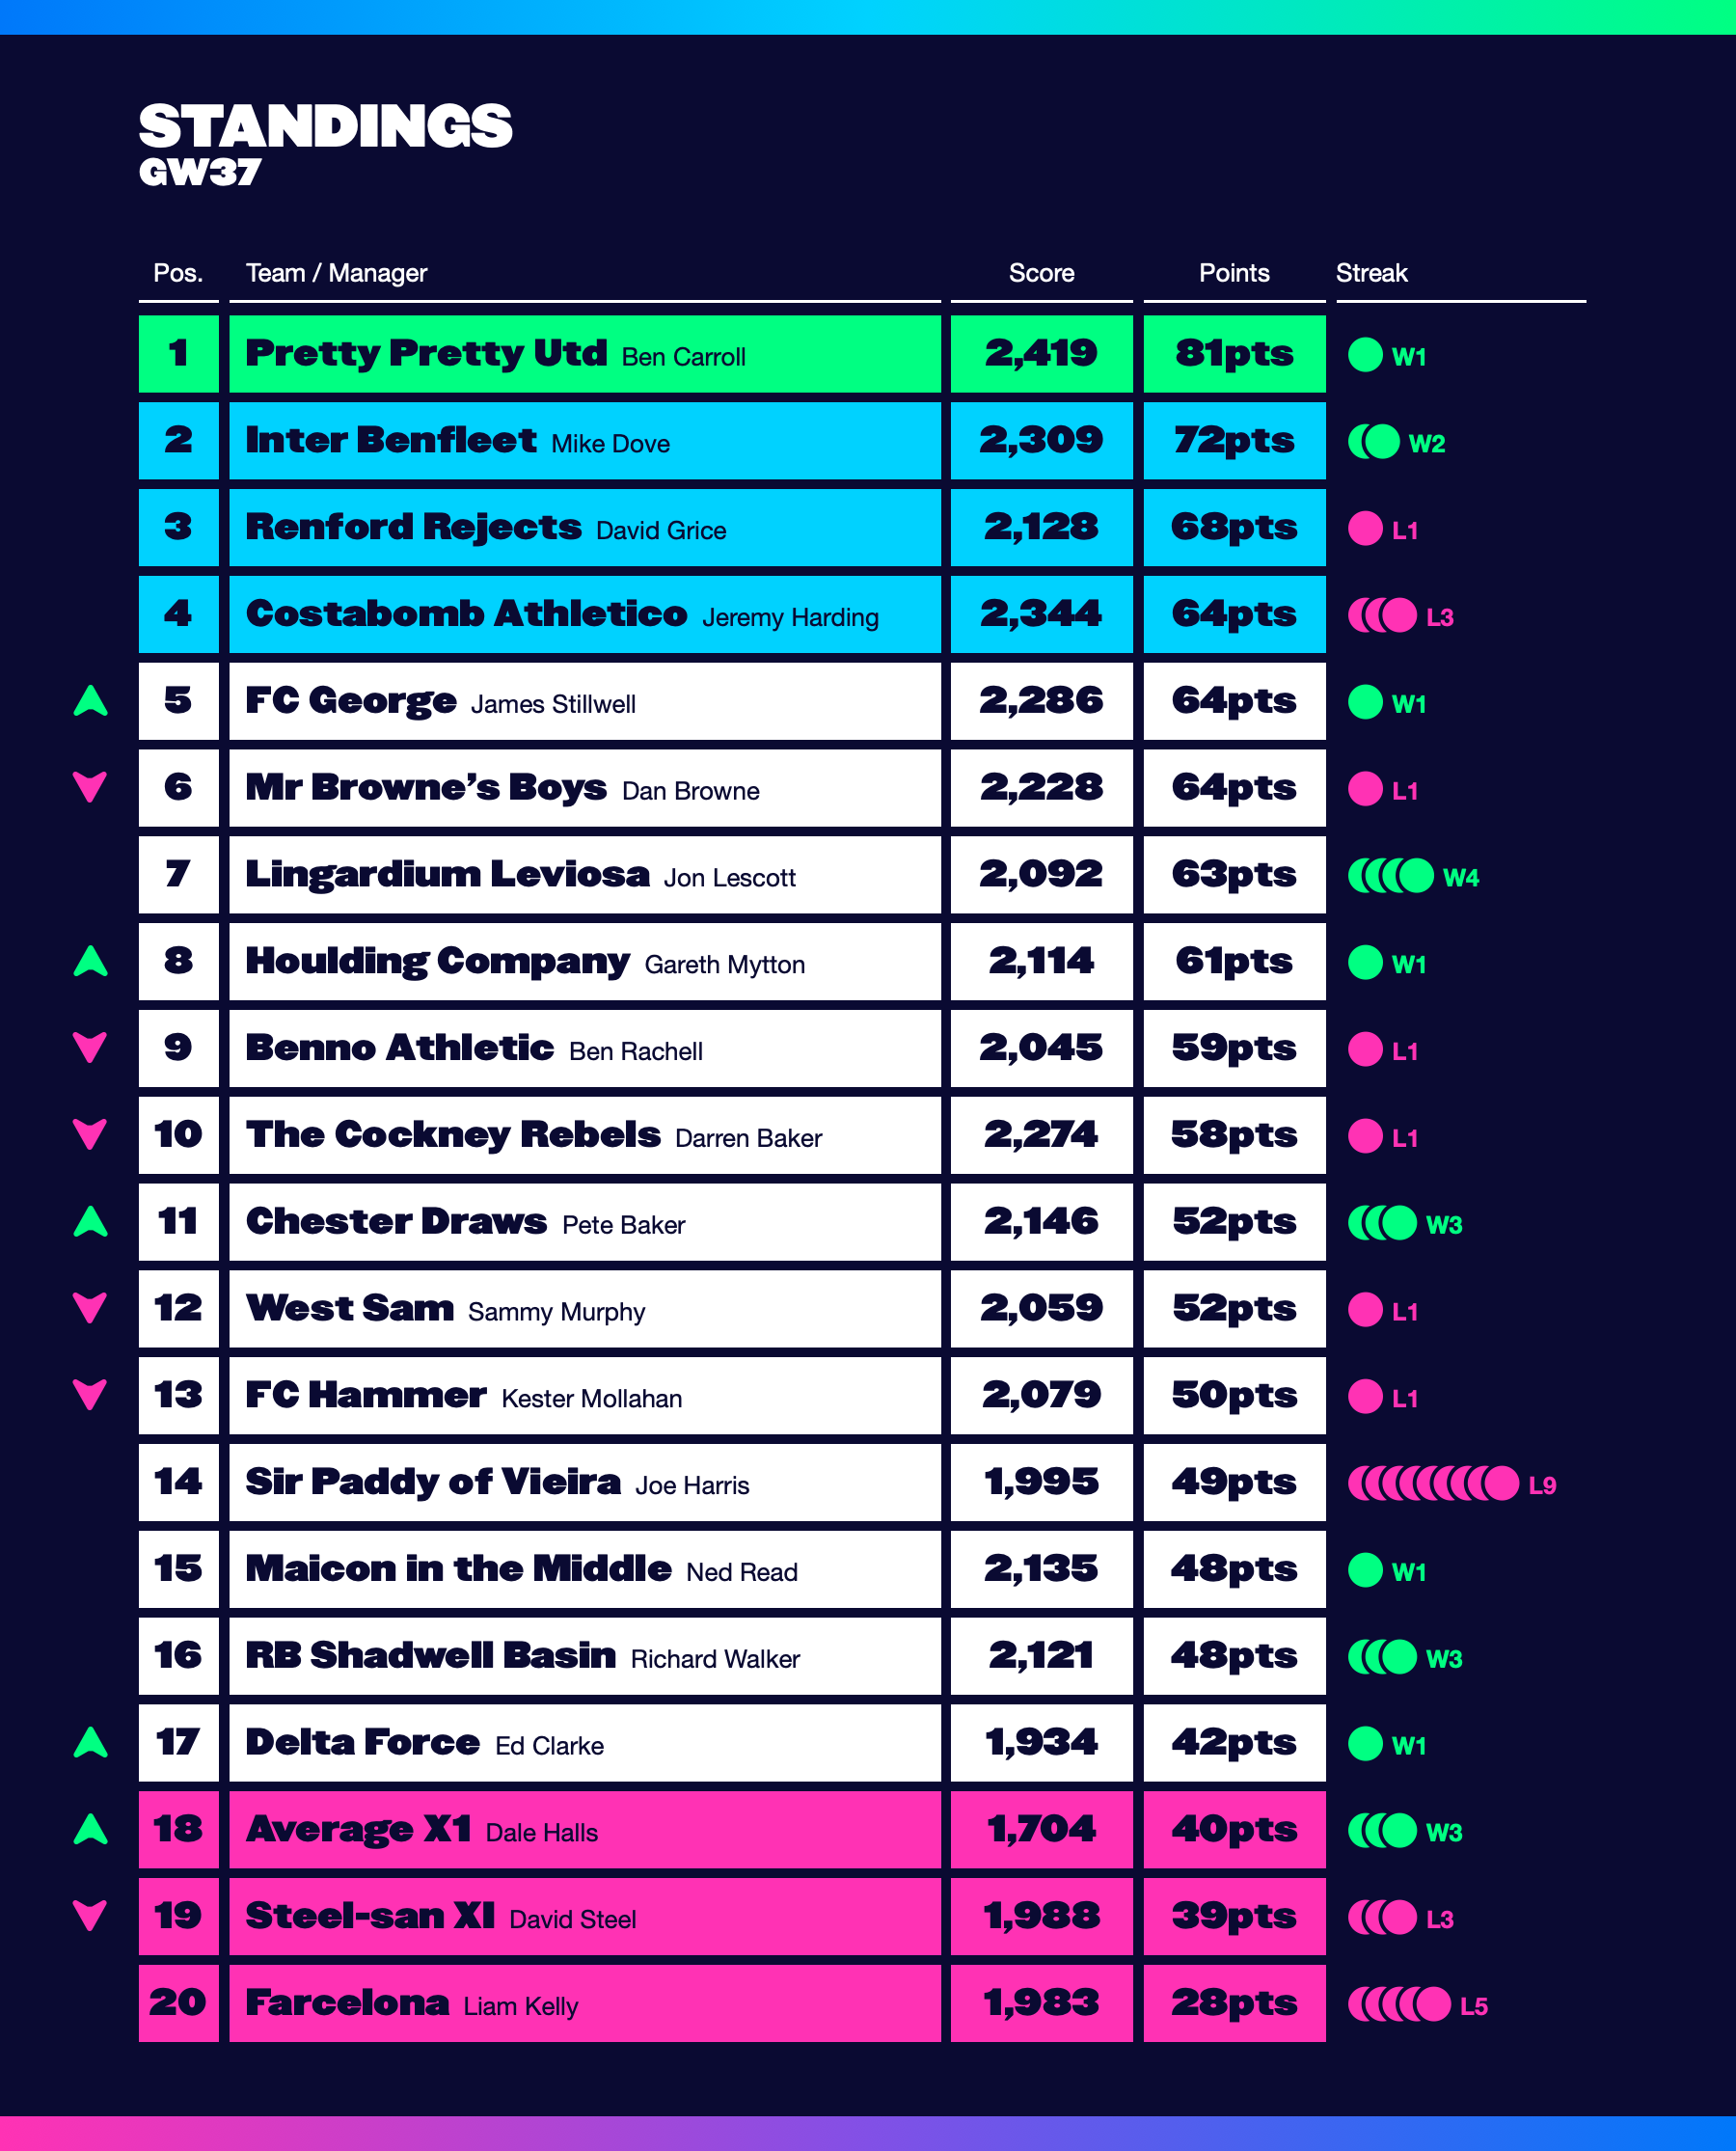 STANDINGS
GW37
Pos. Team / Manager Score Points Streak
1 Pretty Pretty Utd Ben Carroll 2,419 81pts W1
2 Inter Benfleet Mike Dove 2,309 72pts W2
3 Renford Rejects David Grice 2,128 68pts L1
4 Costabomb Athletico Jeremy Harding 2,344 64pts L3
5 FC George James Stillwell 2,286 64pts W1
6 Mr Browne’s Boys Dan Browne 2,228 64pts L1
7 Lingardium Leviosa Jon Lescott 2,092 63pts W4
8 Houlding Company Gareth Mytton 2,114 61pts W1
9 Benno Athletic Ben Rachell 2,045 59pts L1
10 The Cockney Rebels Darren Baker 2,274 58pts L1
11 Chester Draws Pete Baker 2,146 52pts W3
12 West Sam Sammy Murphy 2,059 52pts L1
13 FC Hammer Kester Mollahan 2,079 50pts L1
14 Sir Paddy of Vieira Joe Harris 1,995 49pts L9
15 Maicon in the Middle Ned Read 2,135 48pts W1
16 RB Shadwell Basin Richard Walker 2,121 48pts W3
17 Delta Force Ed Clarke 1,934 42pts W1
18 Average X1 Dale Halls 1,704 40pts W3
19 Steel-san XI David Steel 1,988 39pts L3
20 Farcelona Liam Kelly 1,983 28pts L5